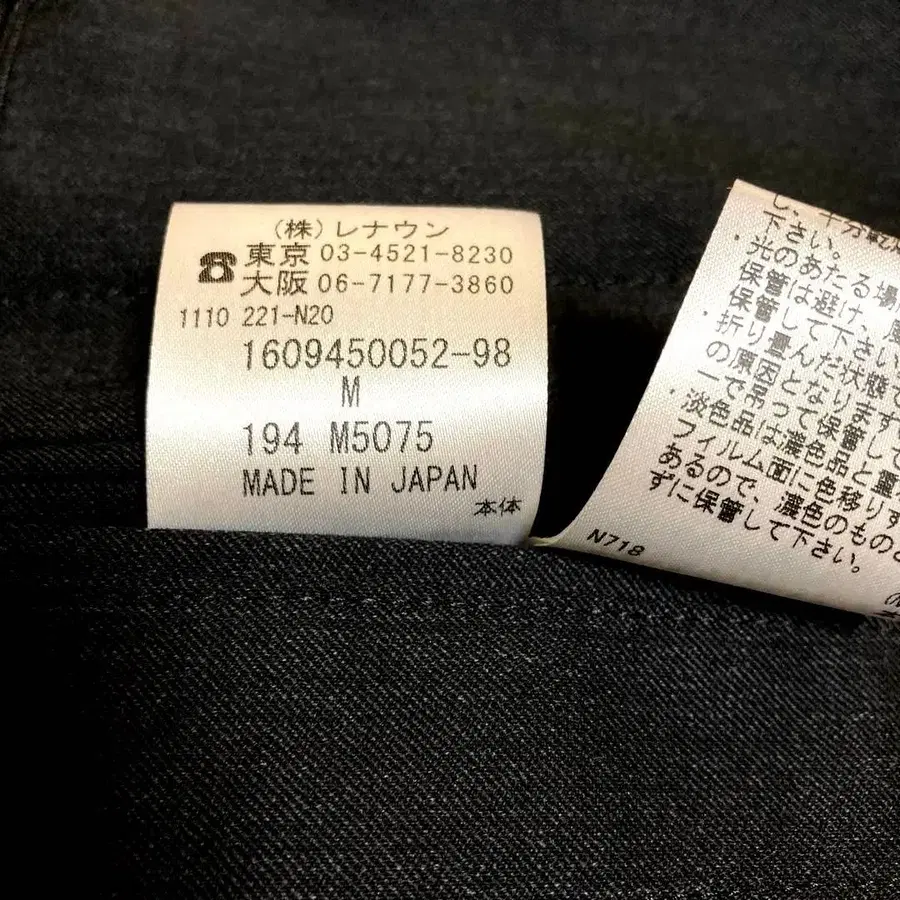 (株)レナウン
☎東京 03-4521-8230
大阪 06-7177-3860
1110 221-N20
1609450052-98
M
194 M5075
MADE IN JAPAN
本体
下さい。
・光のあたる場
保管は避け、
保管して下さい
・折り畳んだ状態で
の原因となりま
一で吊って保管して
・淡色品は濃色品と
フィルム面に色移り
あるので、濃色のものと
ずに保管して下さい。
N718